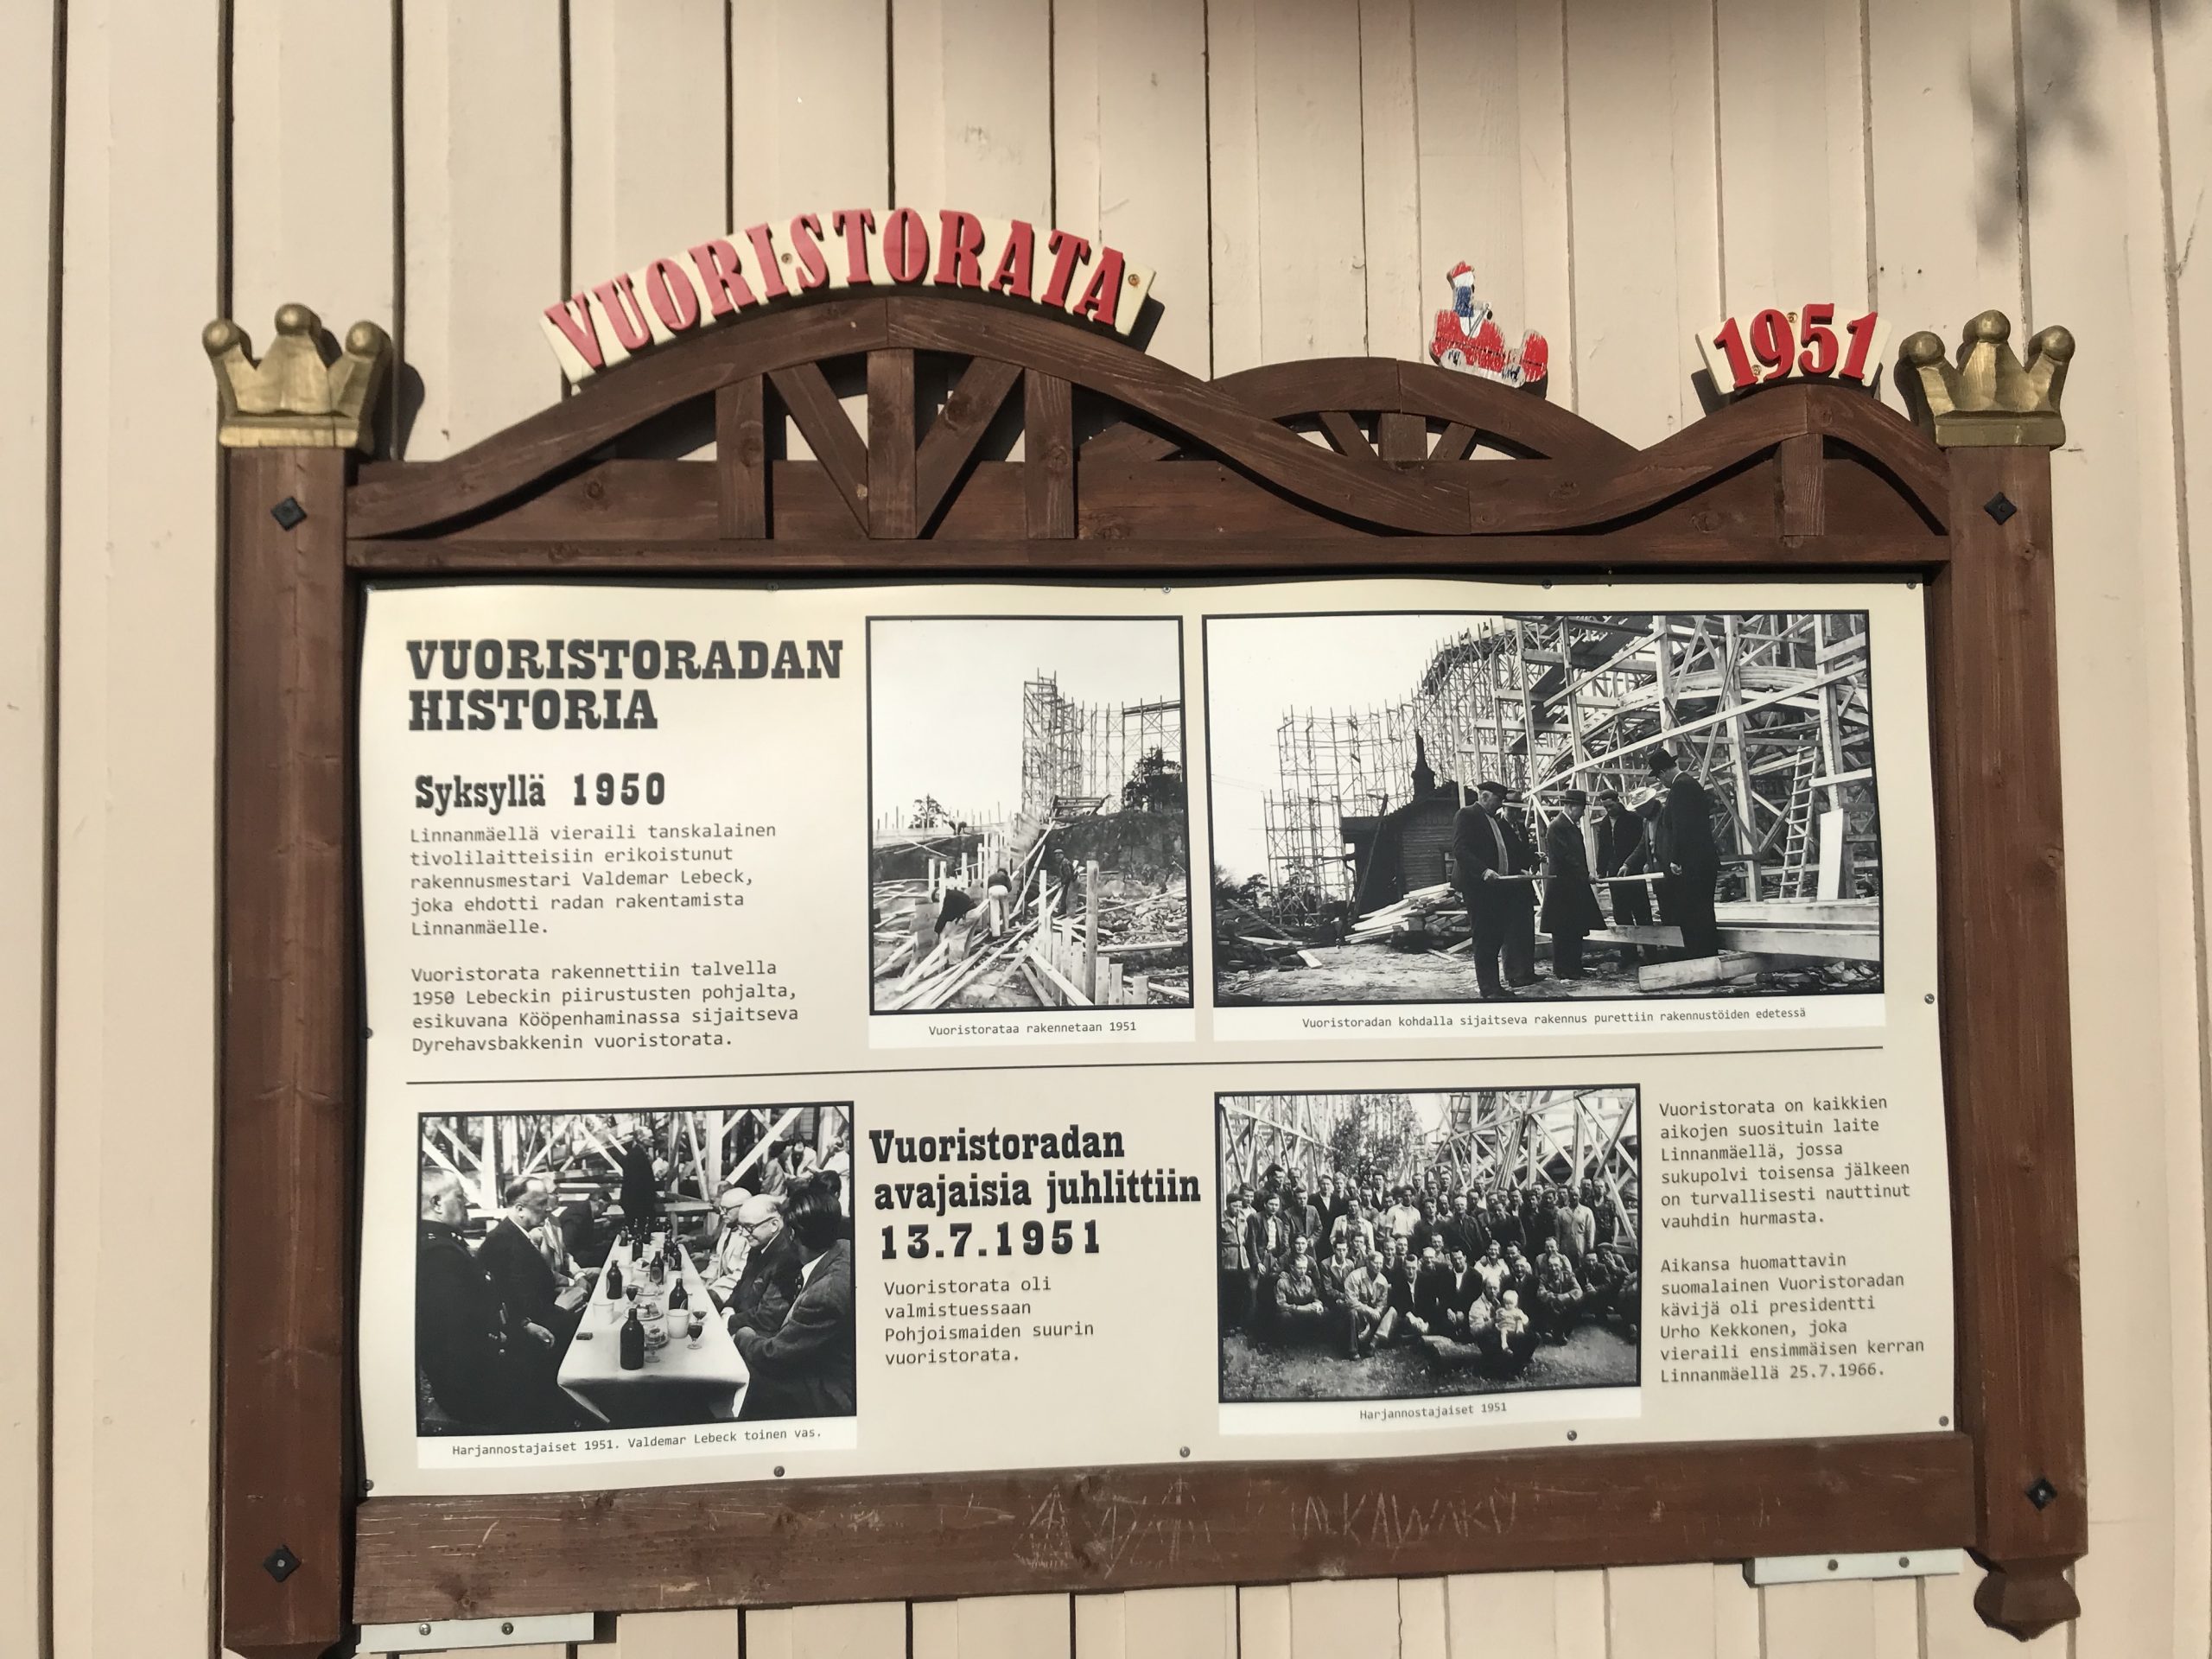 VUORISTORATA
1951
VUORISTORADAN
HISTORIA
Syksyllä 1950
Linnanmäellä vieraili tanskalainen
tivolilaitteisiin erikoistunut
rakennusmestari Valdemar Lebeck,
joka ehdotti radan rakentamista
Linnanmäelle.
Vuoristorata rakennettiin talvella
1950 Lebeckin piirustusten pohjalta,
esikuvana Kööpenhaminassa sijaitseva
Dyrehavsbakkenin vuoristorata.
Vuoristorataa rakennetaan 1951
Vuoristoradan kohdalla sijaitseva rakennus purettiin rakennustöiden edetessä
Harjannostajaiset 1951. Valdemar Lebeck toinen vas.
Vuoristoradan
avajaisia juhlittiin
13.7.1951
Vuoristorata oli
valmistuessaan
Pohjoismaiden suurin
vuoristorata.
Harjannostajaiset 1951
Vuoristorata on kaikkien
aikojen suosituin laite
Linnanmäellä, jossa
sukupolvi toisensa jälkeen
on turvallisesti nauttinut
vauhdin hurmasta.
Aikansa huomattavin
suomalainen Vuoristoradan
kävijä oli presidentti
Urho Kekkonen, joka
vieraili ensimmäisen kerran
Linnanmäellä 25.7.1966.